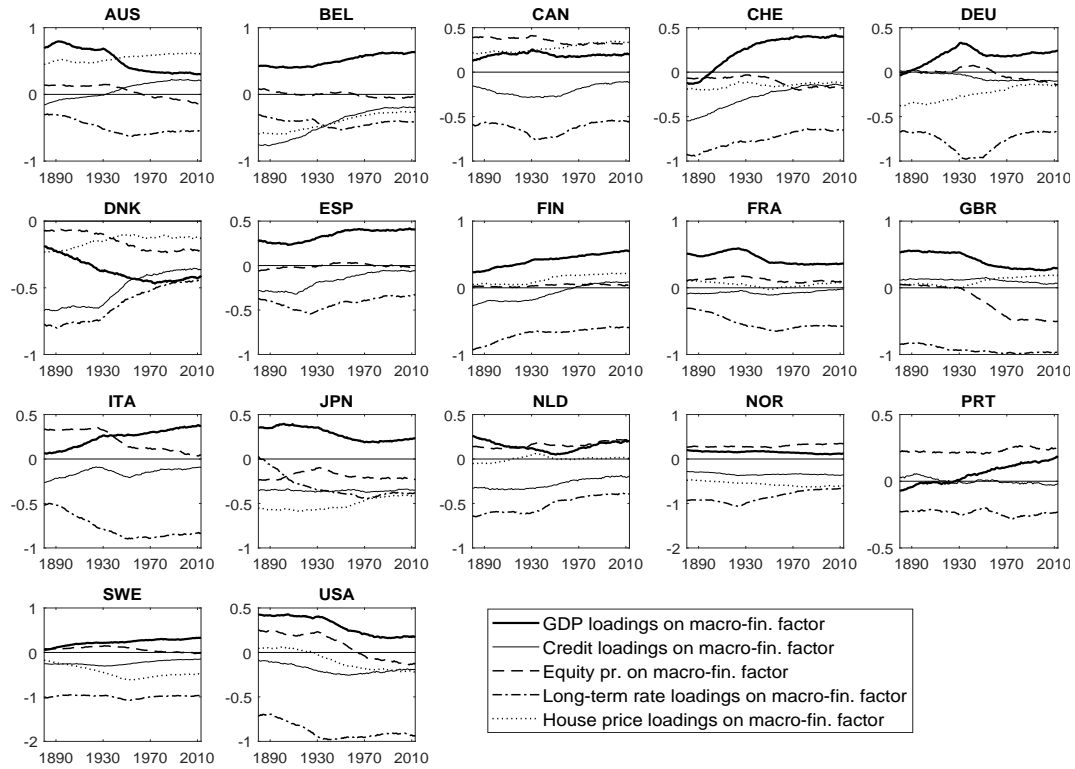 AUS BEL CAN CHE DEU
1 1 0.5 1 0.5
0.5
0 0 0 0 0
-0.5 -0.5
-1 -1 -1 -1 -1
1890 1930 1970 2010 1890 1930 1970 2010 1890 1930 1970 2010 1890 1930 1970 2010 1890 1930 1970 2010
DNK ESP FIN FRA GBR
0 0.5 1 1 1
-0.5 0 0 0 0
-0.5
-1 -1 -1 -1 -1
1890 1930 1970 2010 1890 1930 1970 2010 1890 1930 1970 2010 1890 1930 1970 2010 1890 1930 1970 2010
ITA JPN NLD NOR PRT
0.5 0.5 0.5 1 0.5
0 0 0 0 0
-0.5 -0.5 -0.5 -1
-1 -1 -1 -2 -0.5
1890 1930 1970 2010 1890 1930 1970 2010 1890 1930 1970 2010 1890 1930 1970 2010 1890 1930 1970 2010
SWE USA
1 0.5
0 0
-1 -0.5
-2 -1
1890 1930 1970 2010 1890 1930 1970 2010
GDP loadings on macro-fin. factor
Credit loadings on macro-fin. factor
Equity pr. on macro-fin. factor
Long-term rate loadings on macro-fin. factor
House price loadings on macro-fin. factor